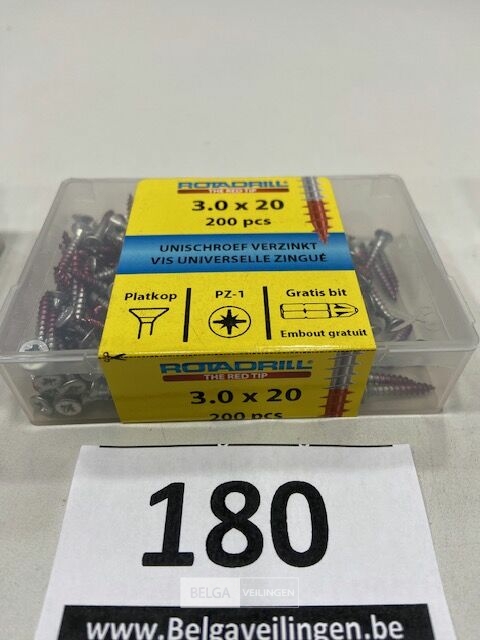 ROTADRILL®
THE RED TIP
3.0 x 20
200 pcs
UNISCHROEF VERZINKT
VIS UNIVERSELLE ZINGUÉ
Platkop
PZ-1
Gratis bit
Embout gratuit
ROTADRILL®
THE RED TIP
3.0 x 20
200 pcs
180
BELGA VEILINGEN
www.Belgaveilingen.be